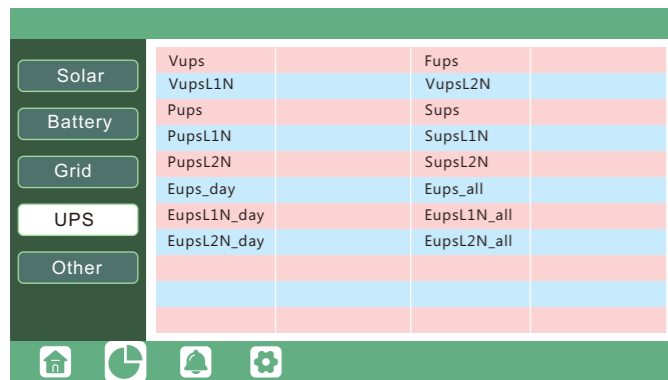 Solar
Battery
Grid
UPS
Other
Vups Fups
VupsL1N VupsL2N
Pups Sups
PupsL1N SupsL1N
PupsL2N SupsL2N
Eups_day Eups_all
EupsL1N_day EupsL1N_all
EupsL2N_day EupsL2N_all